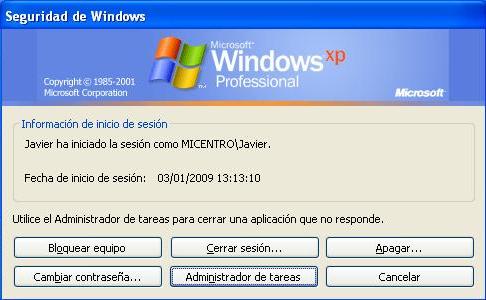 Seguridad de Windows
Copyright © 1985-2001
Microsoft Corporation
Microsoft®
Windows xp
Professional
Microsoft®
Información de inicio de sesión
Javier ha iniciado la sesión como MICENTRO\Javier.
Fecha de inicio de sesión: 03/01/2009 13:13:10
Utilice el Administrador de tareas para cerrar una aplicación que no responde.
Bloquear equipo
Cerrar sesión...
Apagar...
Cambiar contraseña...
Administrador de tareas
Cancelar